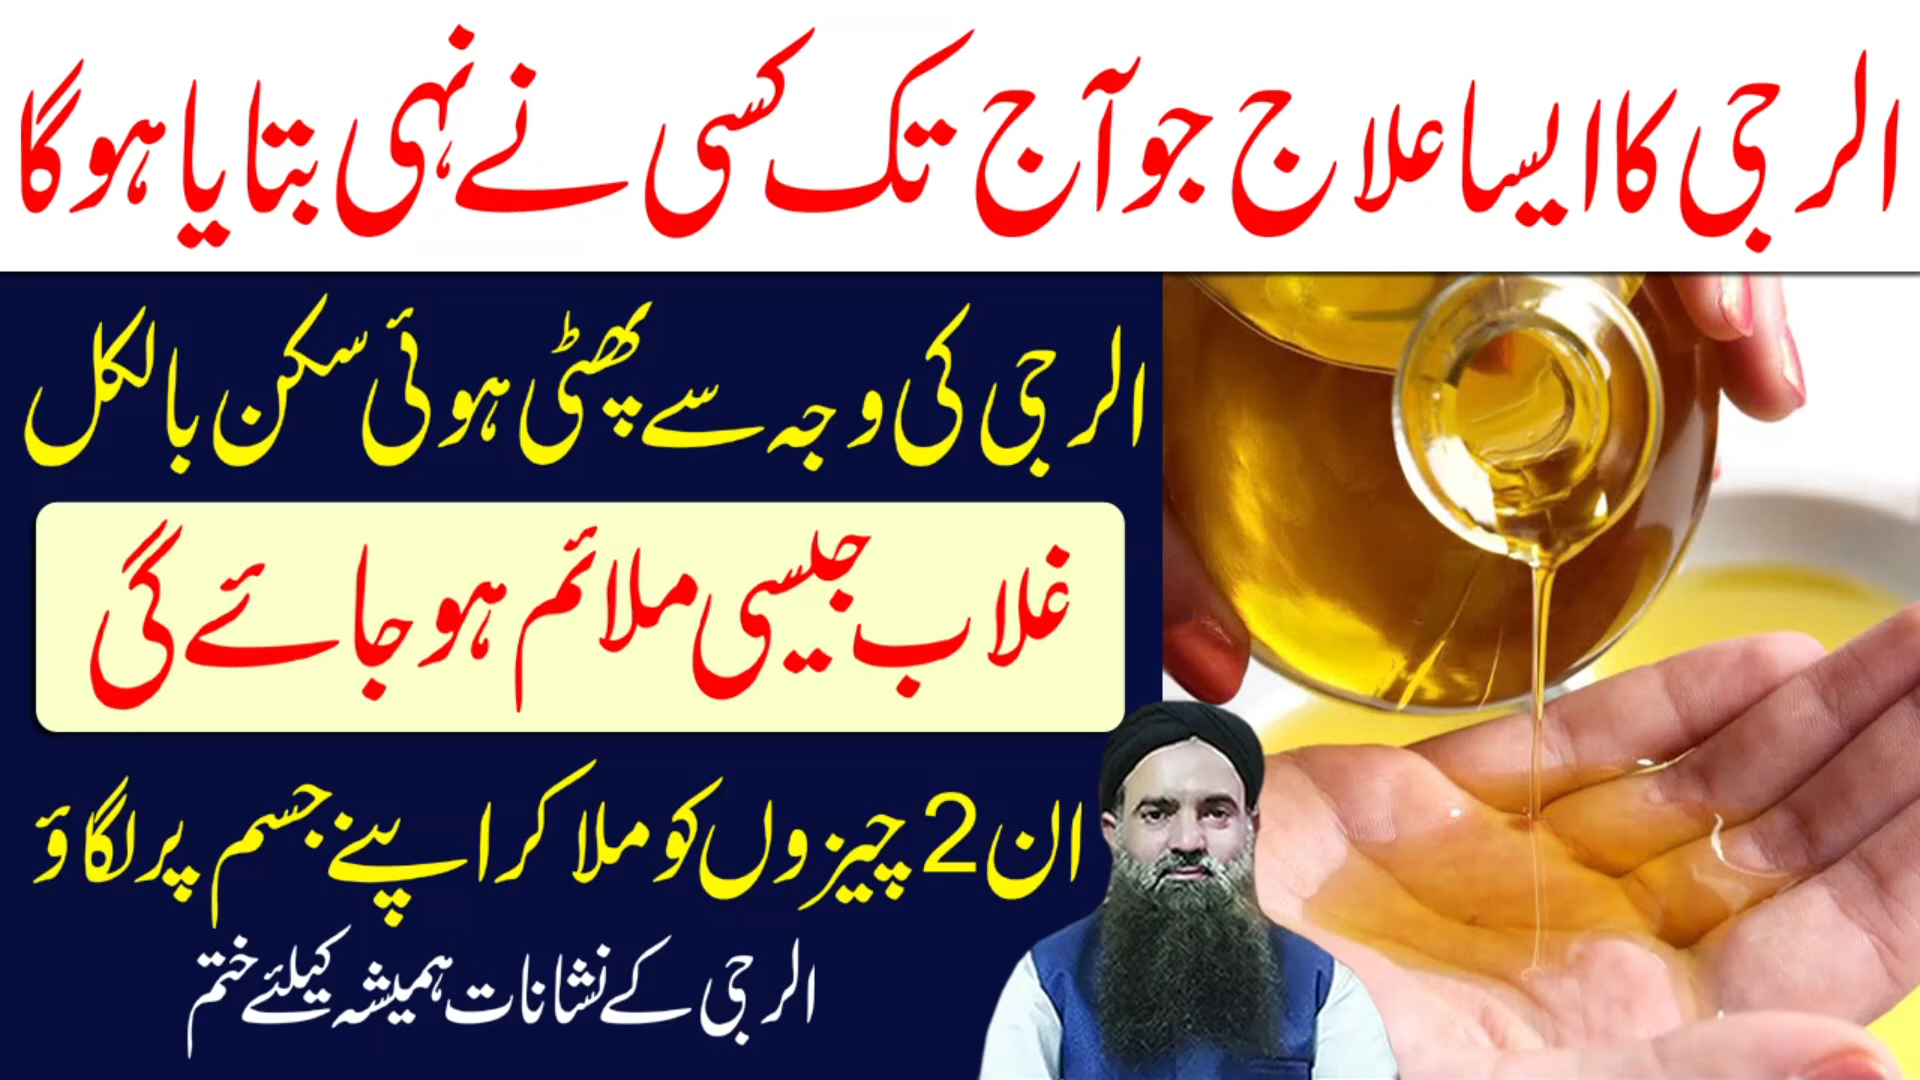 الرجی کا ایسا علاج جو آج تک کسی نے نہی بتایا ہوگا
الرجی کی وجہ سے پھٹی ہوئی سکن بالکل
غلاب جیسی ملائم ہو جائے گی
ان 2 چیزوں کو ملا کر اپنے جسم پر لگاؤ
الرجی کے نشانات ہمیشہ کیلئے ختم